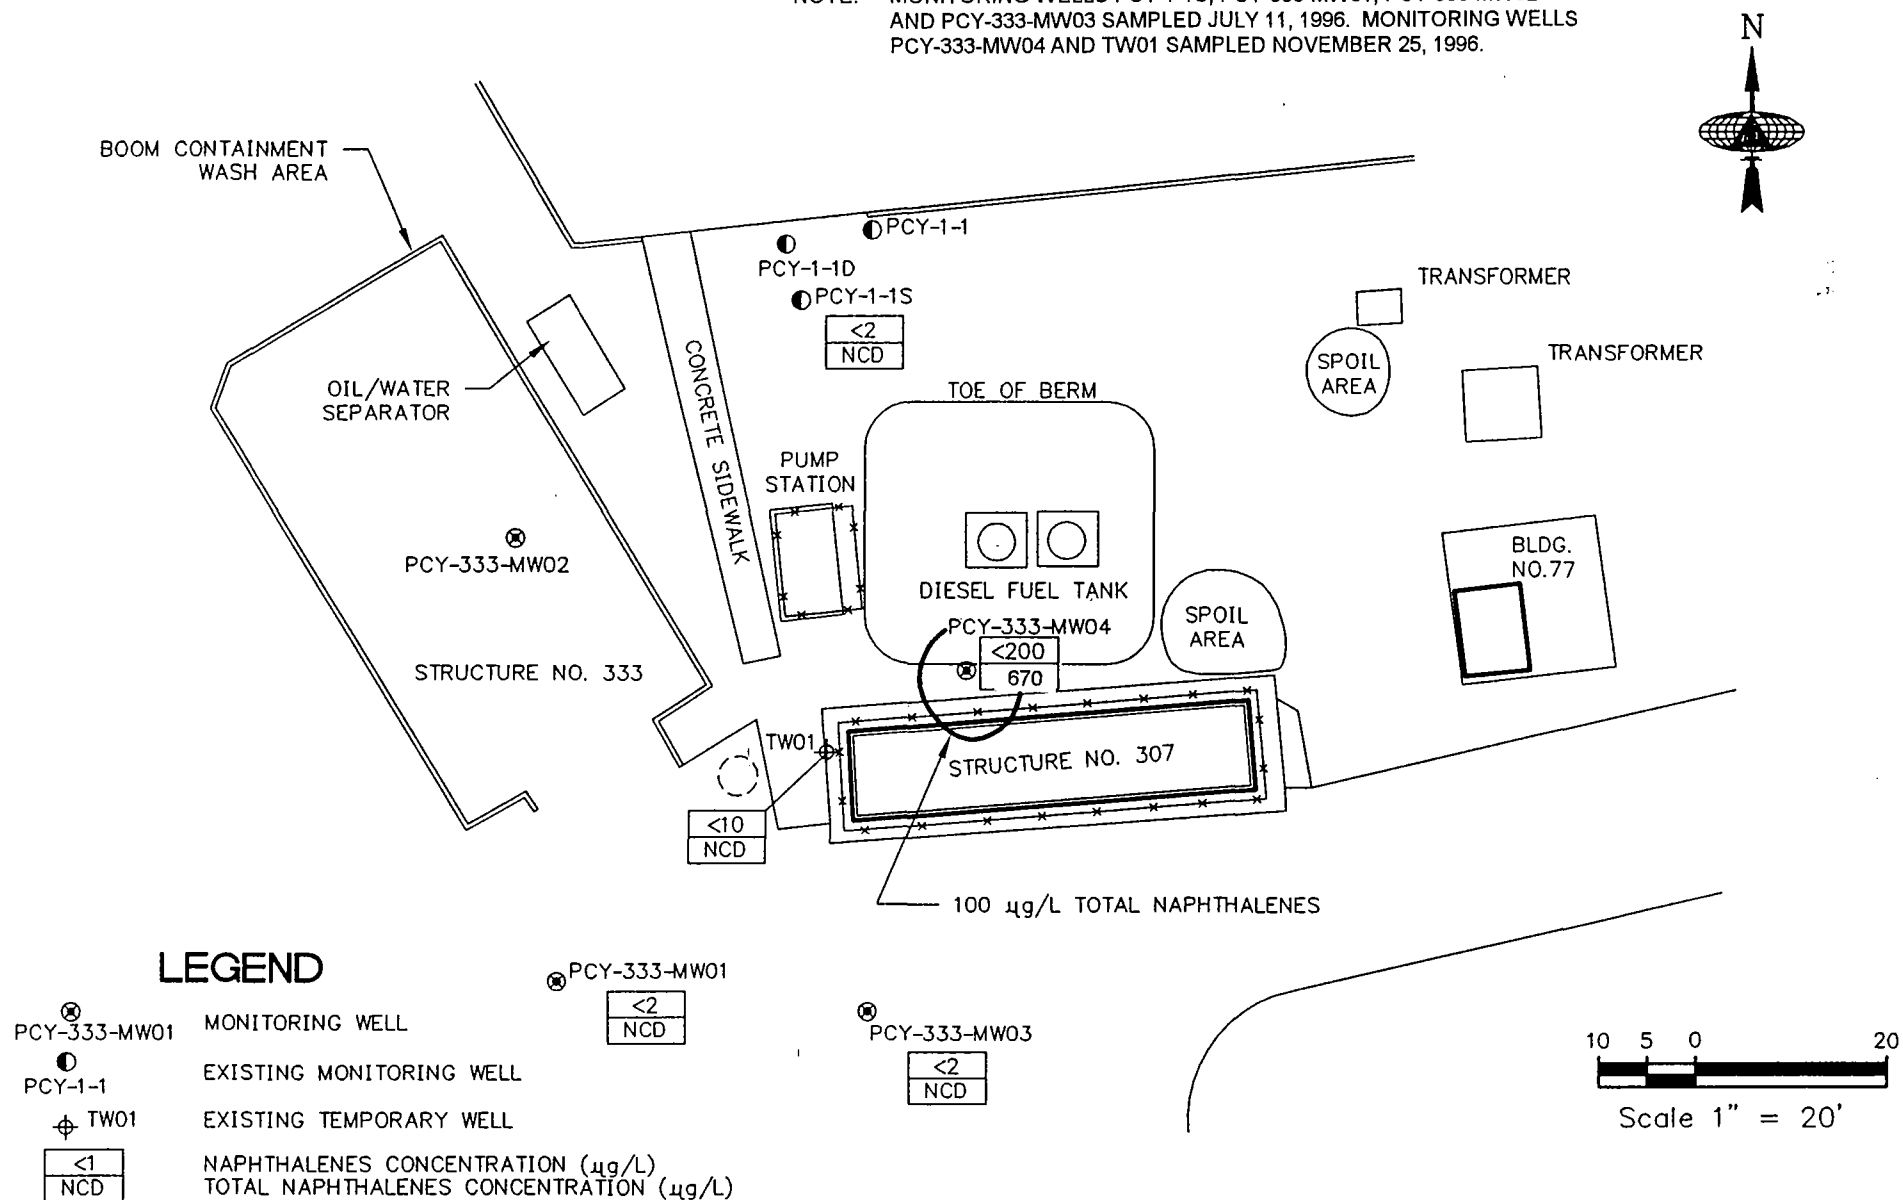 AND PCY-333-MW03 SAMPLED JULY 11, 1996. MONITORING WELLS
PCY-333-MW04 AND TW01 SAMPLED NOVEMBER 25, 1996.
N
BOOM CONTAINMENT
WASH AREA
PCY-1-1
PCY-1-1D
PCY-1-1S
<2
NCD
TRANSFORMER
TRANSFORMER
SPOIL
AREA
OIL/WATER
SEPARATOR
CONCRETE SIDEWALK
TOE OF BERM
PUMP
STATION
PCY-333-MW02
DIESEL FUEL TANK
BLDG.
NO.77
SPOIL
AREA
PCY-333-MW04
<200
670
STRUCTURE NO. 333
TW01
STRUCTURE NO. 307
<10
NCD
100 µg/L TOTAL NAPHTHALENES
LEGEND
PCY-333-MW01
MONITORING WELL
PCY-1-1
EXISTING MONITORING WELL
TW01
EXISTING TEMPORARY WELL
<1
NCD
NAPHTHALENES CONCENTRATION (µg/L)
TOTAL NAPHTHALENES CONCENTRATION (µg/L)
PCY-333-MW01
<2
NCD
PCY-333-MW03
<2
NCD
10 5 0 20
Scale 1" = 20'